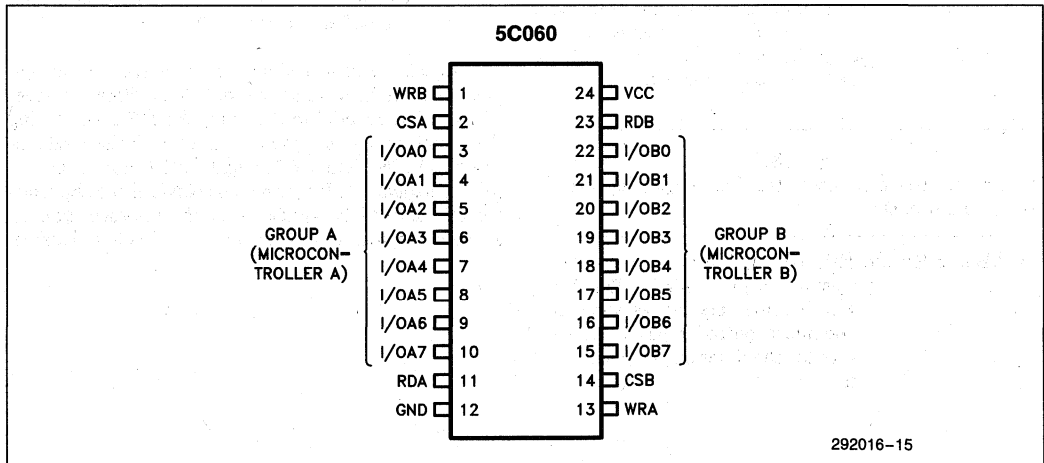 5C060
WRB 1 24 VCC
CSA 2 23 RDB
I/OA0 3 22 I/OB0
I/OA1 4 21 I/OB1
I/OA2 5 20 I/OB2
I/OA3 6 19 I/OB3
I/OA4 7 18 I/OB4
I/OA5 8 17 I/OB5
I/OA6 9 16 I/OB6
I/OA7 10 15 I/OB7
RDA 11 14 CSB
GND 12 13 WRA
GROUP A
(MICROCON-
TROLLER A)
GROUP B
(MICROCON-
TROLLER B)
292016-15